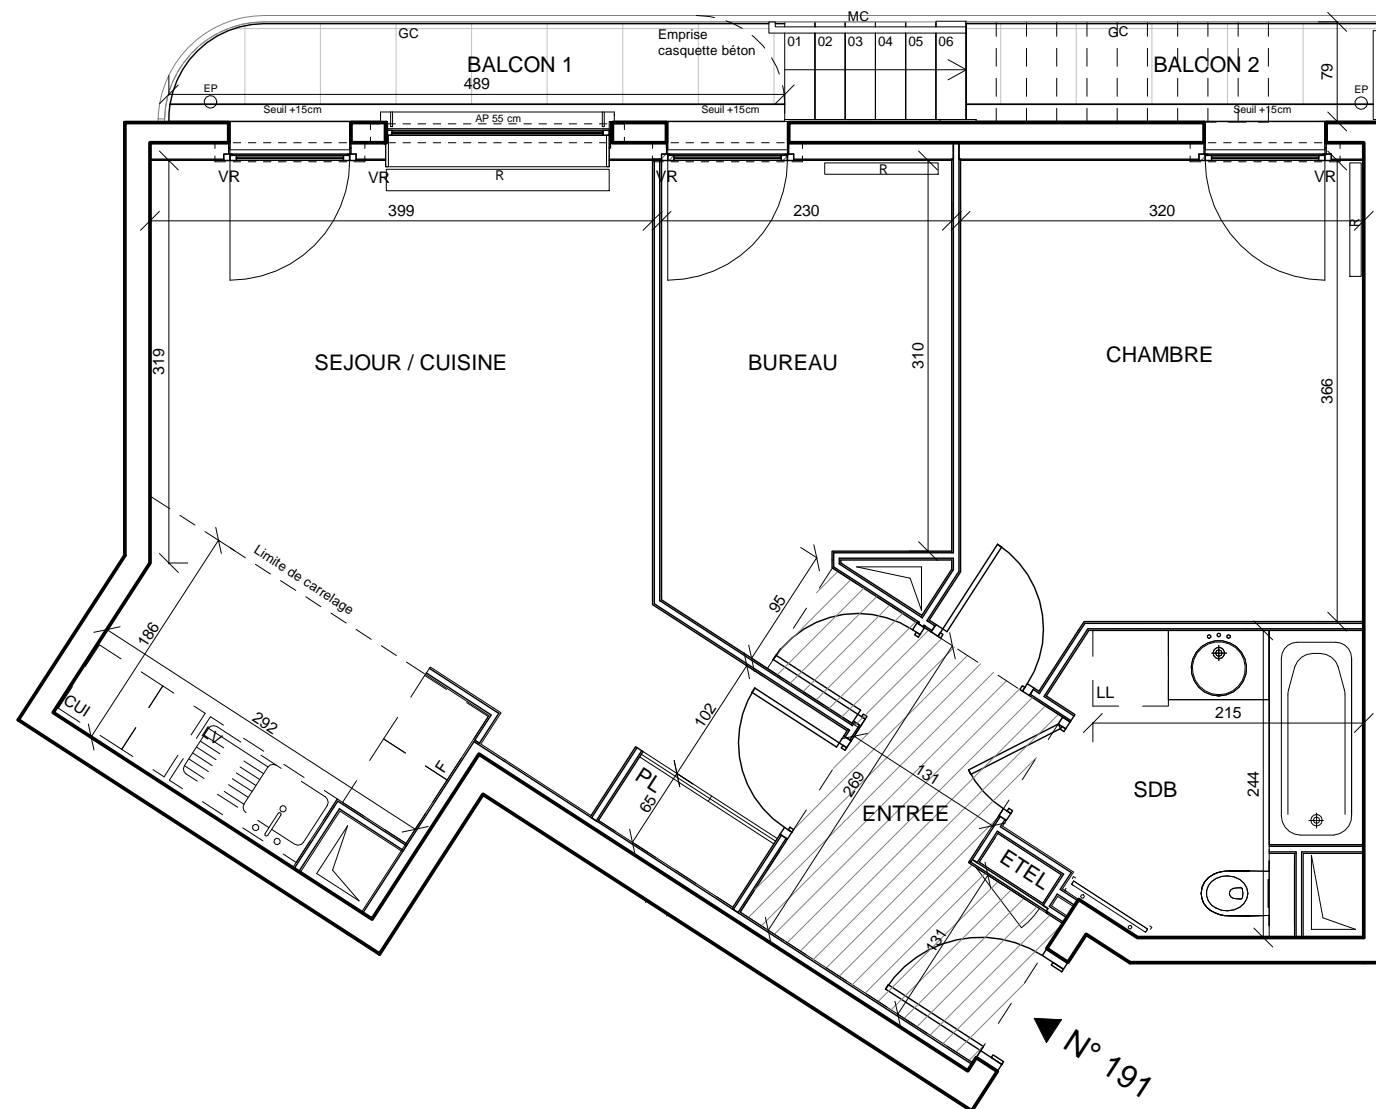 MC
GC
Emprise
casquette béton
01 02 03 04 05 06
GC
BALCON 1
BALCON 2
79
489
EP
EP
Seuil +15cm
AP 55 cm
Seuil +15cm
Seuil +15cm
VR
VR
R
VR
R
VR
R
399
230
320
319
SEJOUR / CUISINE
BUREAU
310
CHAMBRE
366
Limite de carrelage
186
95
CUI
292
LV
F
102
PL
65
131
269
ENTREE
LL
215
SDB
244
ETEL
131
N° 191